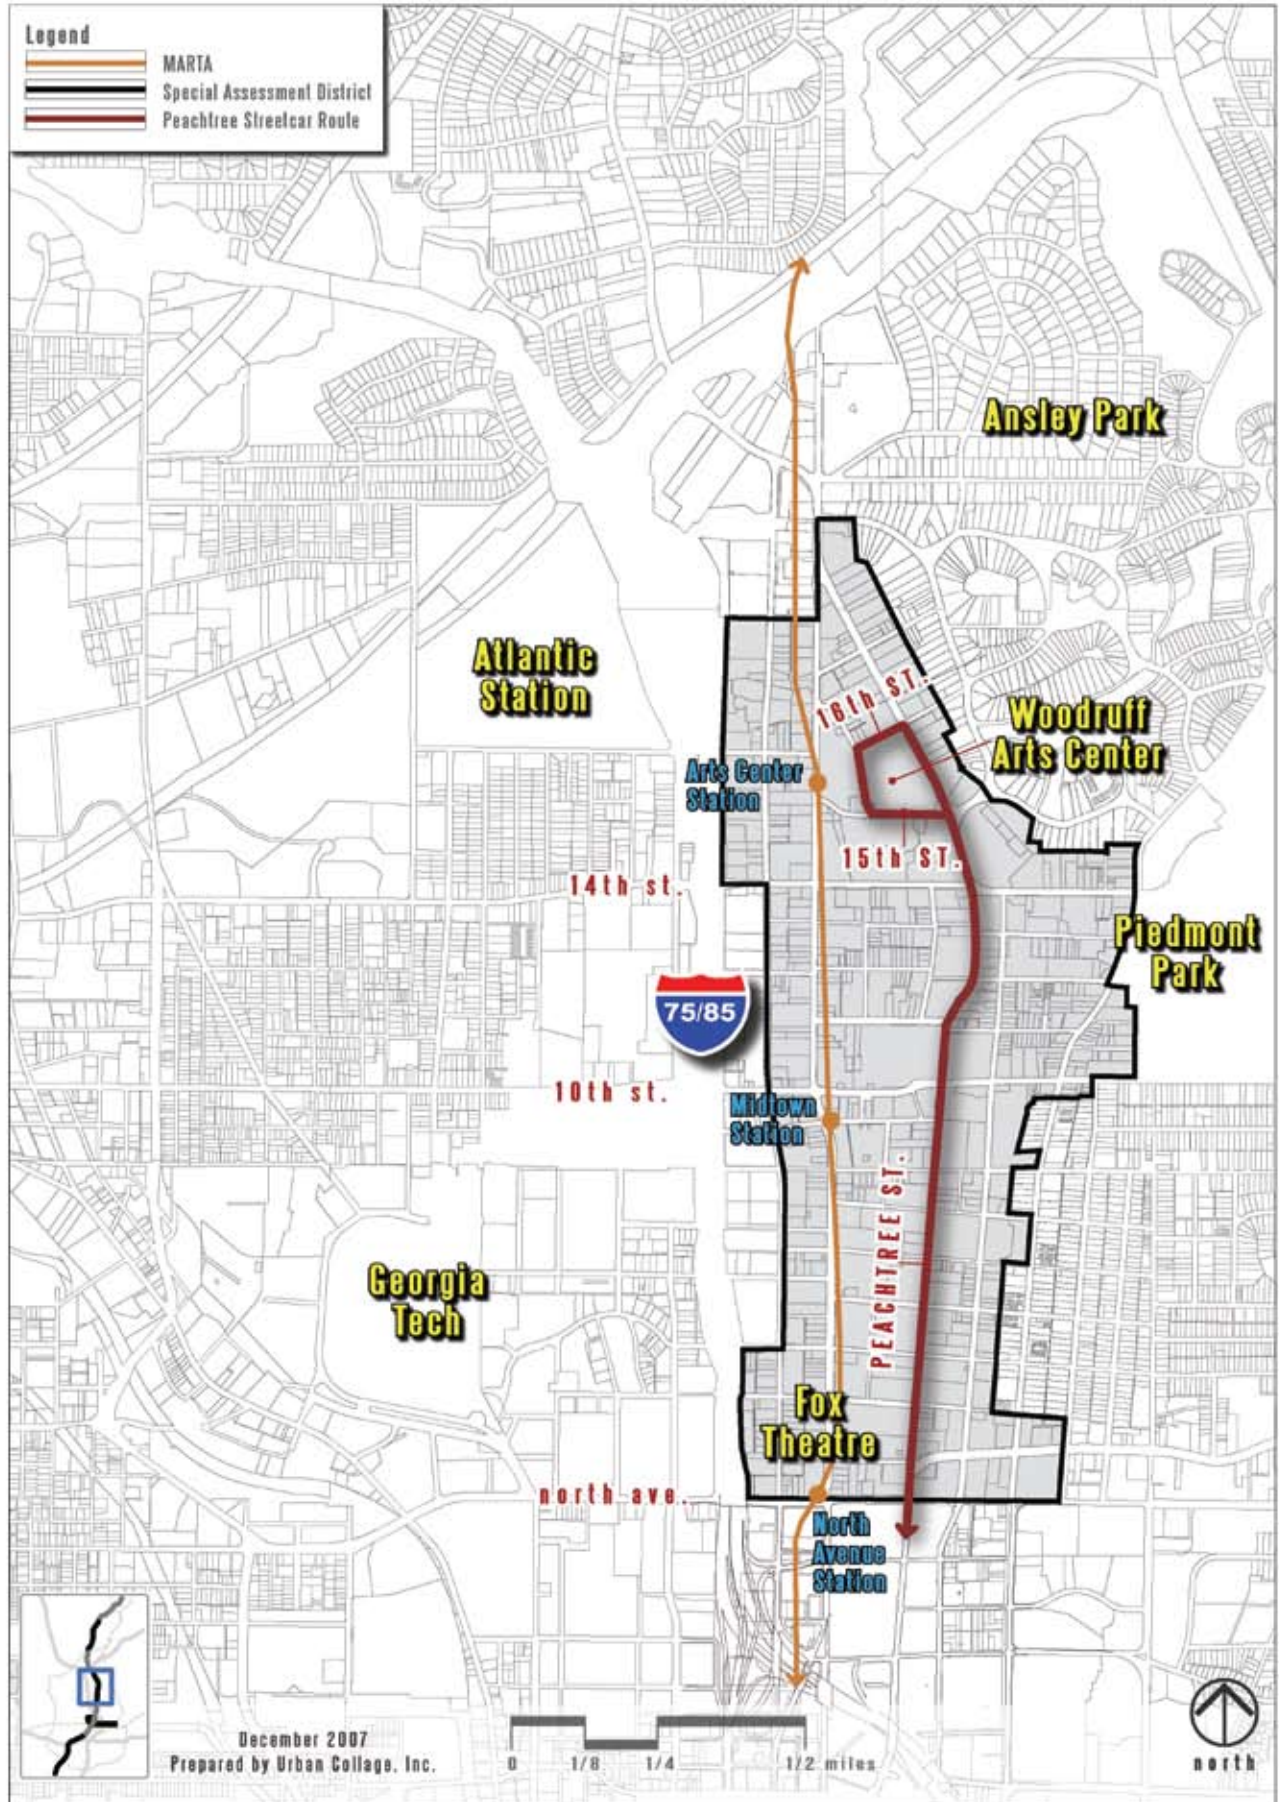 Legend
MARTA
Special Assessment District
Peachtree Streetcar Route
Ansley Park
Atlantic
Station
16th ST.
Woodruff
Arts Center
Arts Center
Station
15th ST.
14th st.
Piedmont
Park
75/85
10th st.
Midtown
Station
PEACHTREE ST.
Georgia
Tech
Fox
Theatre
north ave.
North
Avenue
Station
December 2007
Prepared by Urban Collage, Inc.
0 1/8 1/4 1/2 miles
north